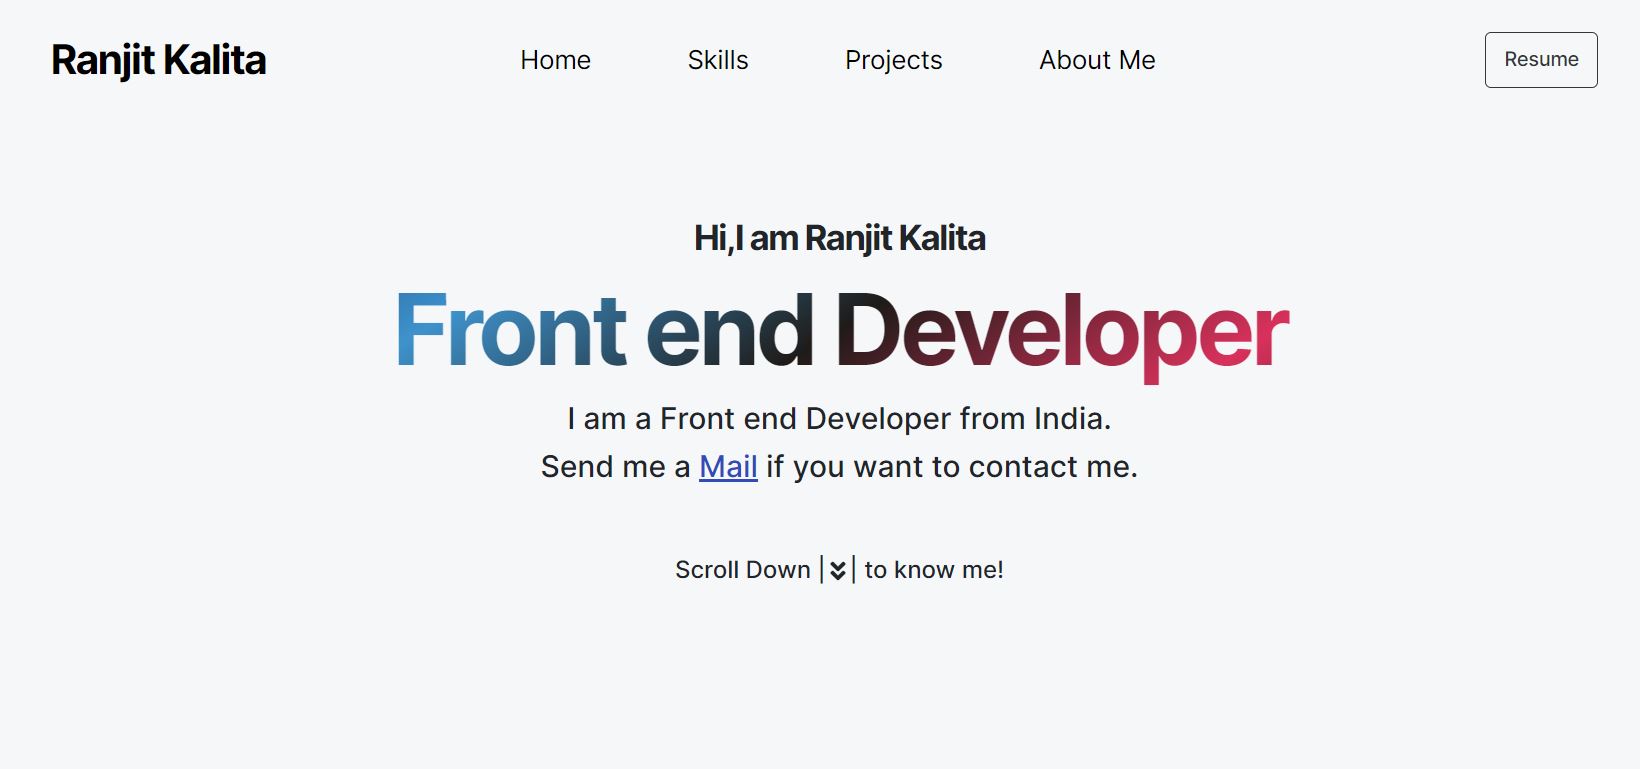 Ranjit Kalita
Home Skills Projects About Me
Resume
Hi,I am Ranjit Kalita
Front end Developer
I am a Front end Developer from India.
Send me a Mail if you want to contact me.
Scroll Down | | to know me!